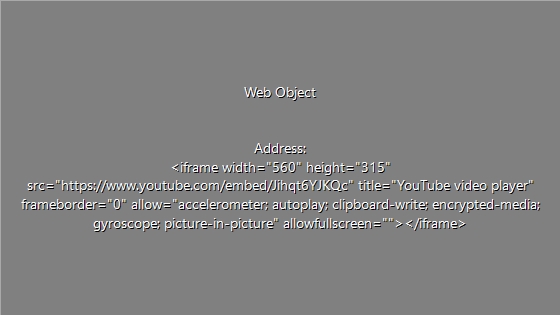 Web Object
Address:
<iframe width="560" height="315"
src="https://www.youtube.com/embed/Jihqt6YJKQc" title="YouTube video player"
frameborder="0" allow="accelerometer; autoplay; clipboard-write; encrypted-media;
gyroscope; picture-in-picture" allowfullscreen=""></iframe>